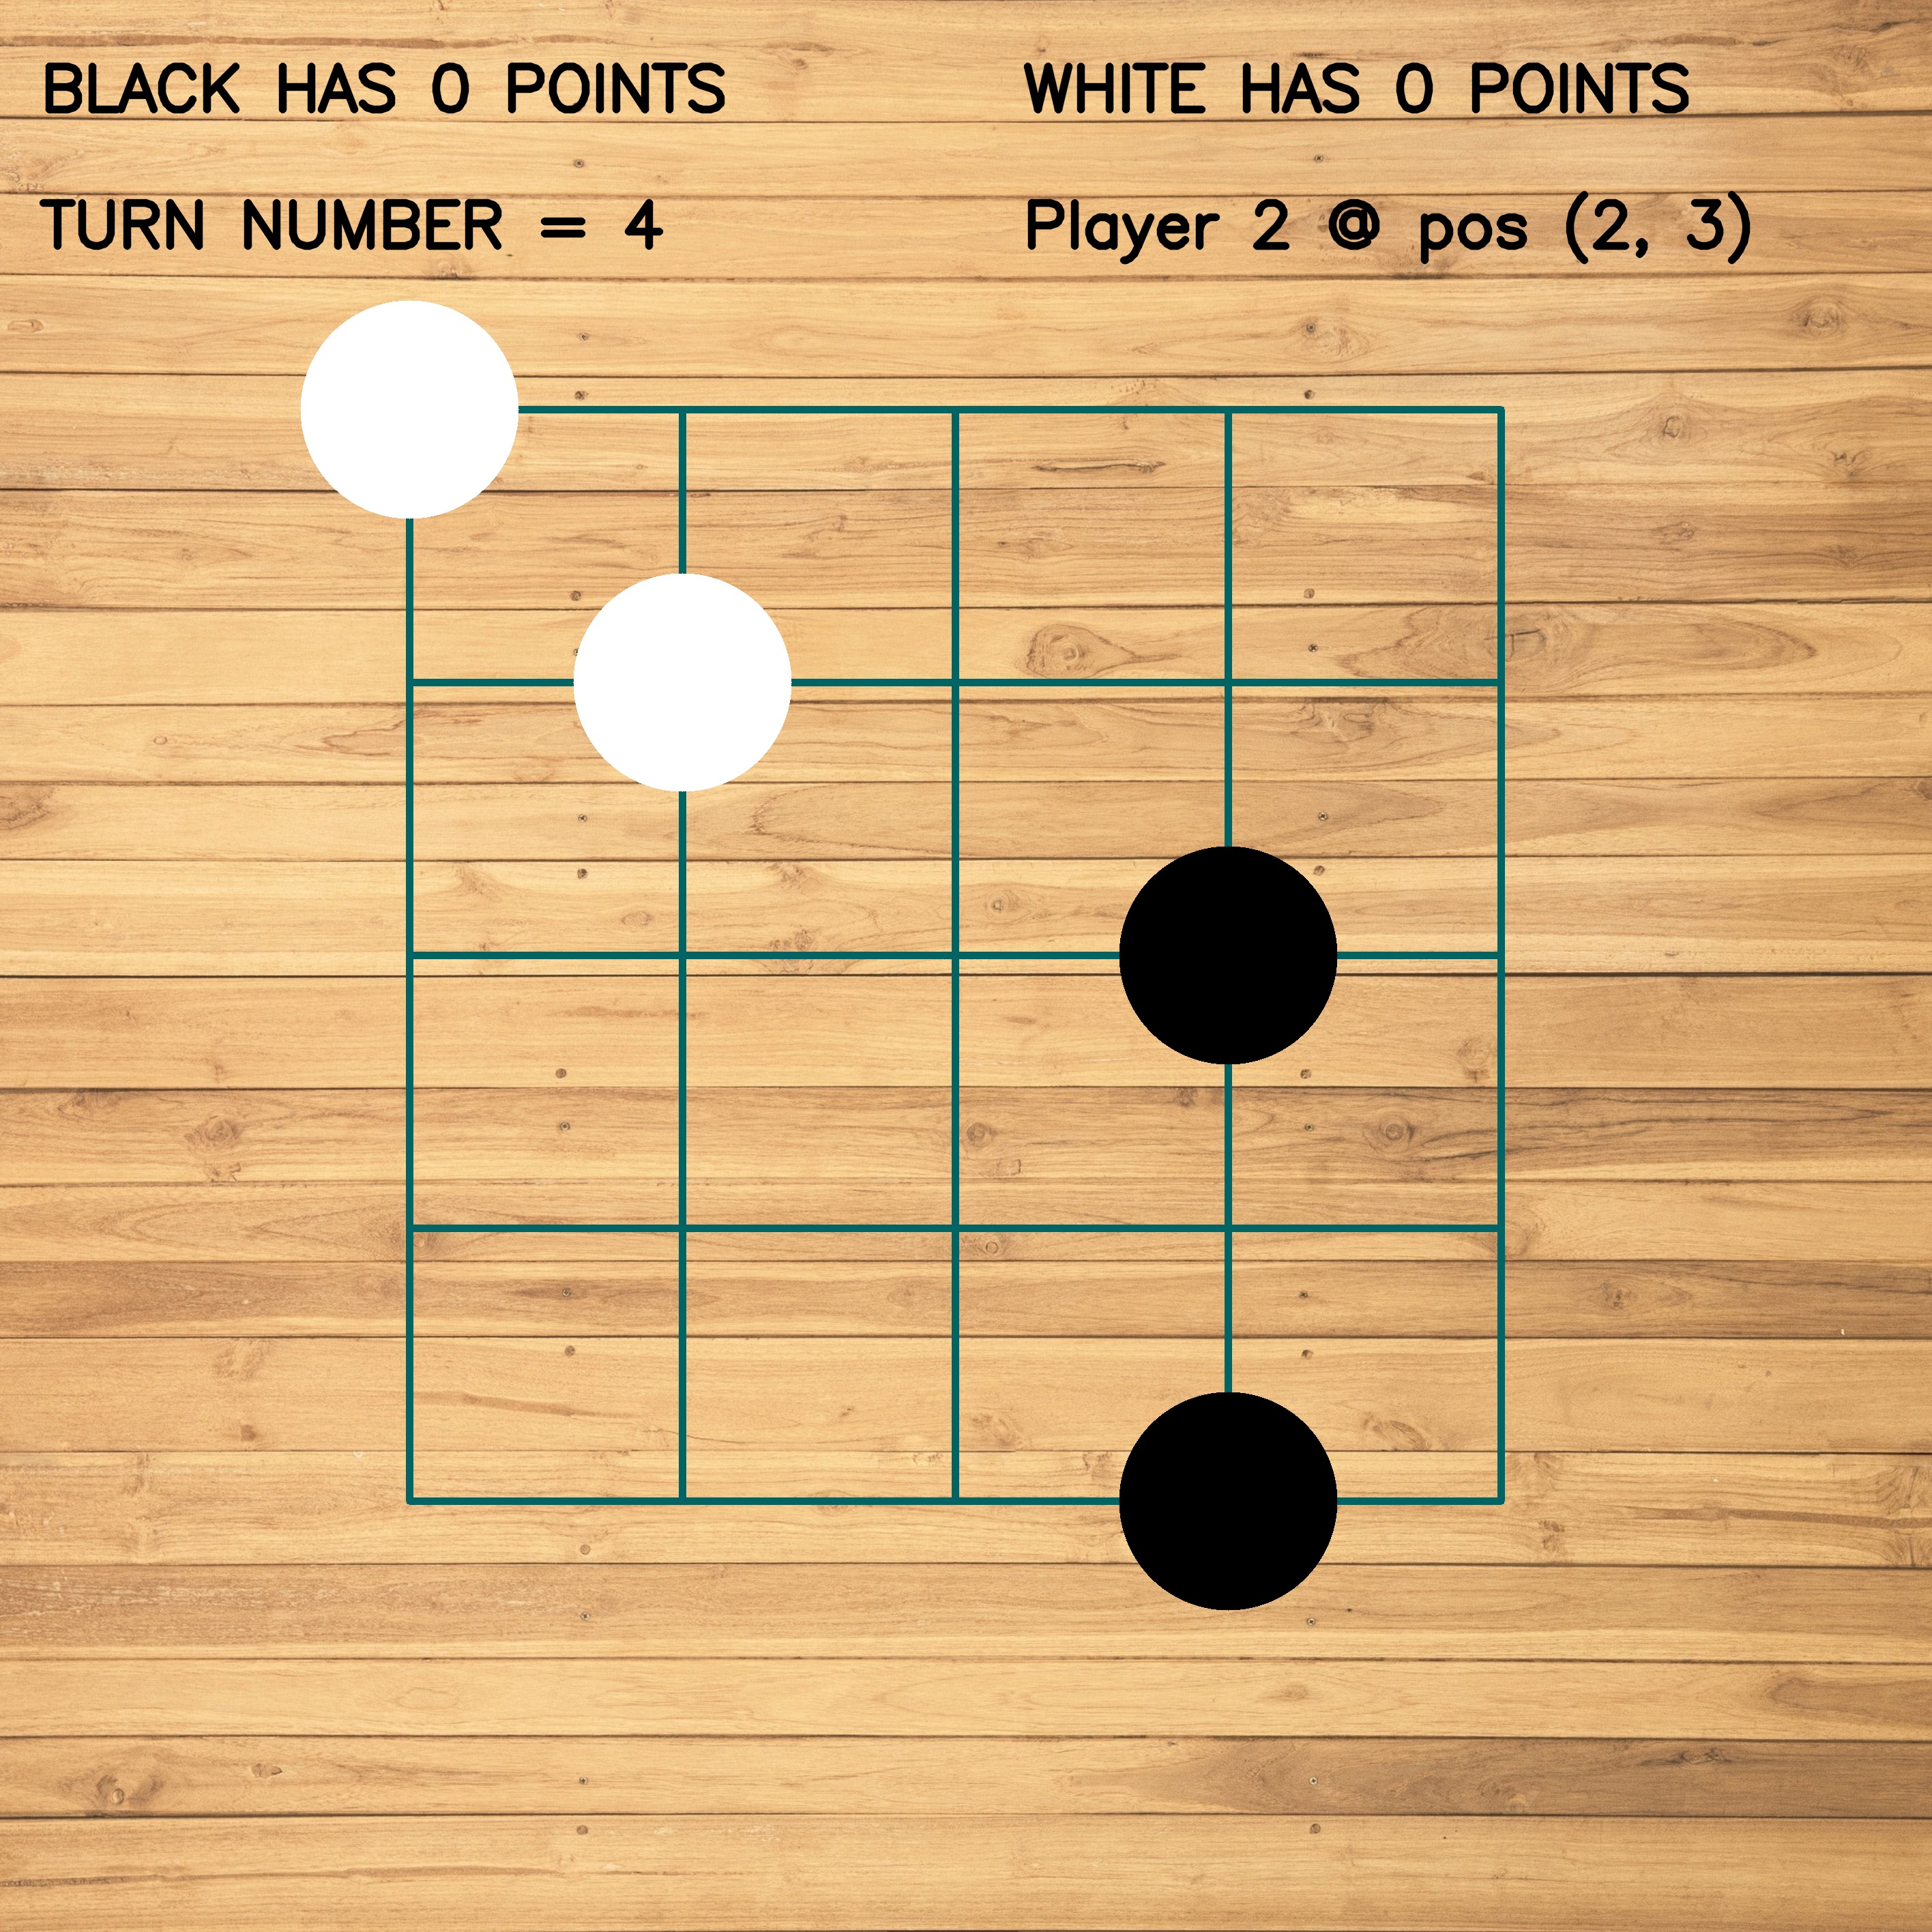 BLACK HAS 0 POINTS WHITE HAS 0 POINTS
TURN NUMBER = 4 Player 2 @ pos (2, 3)